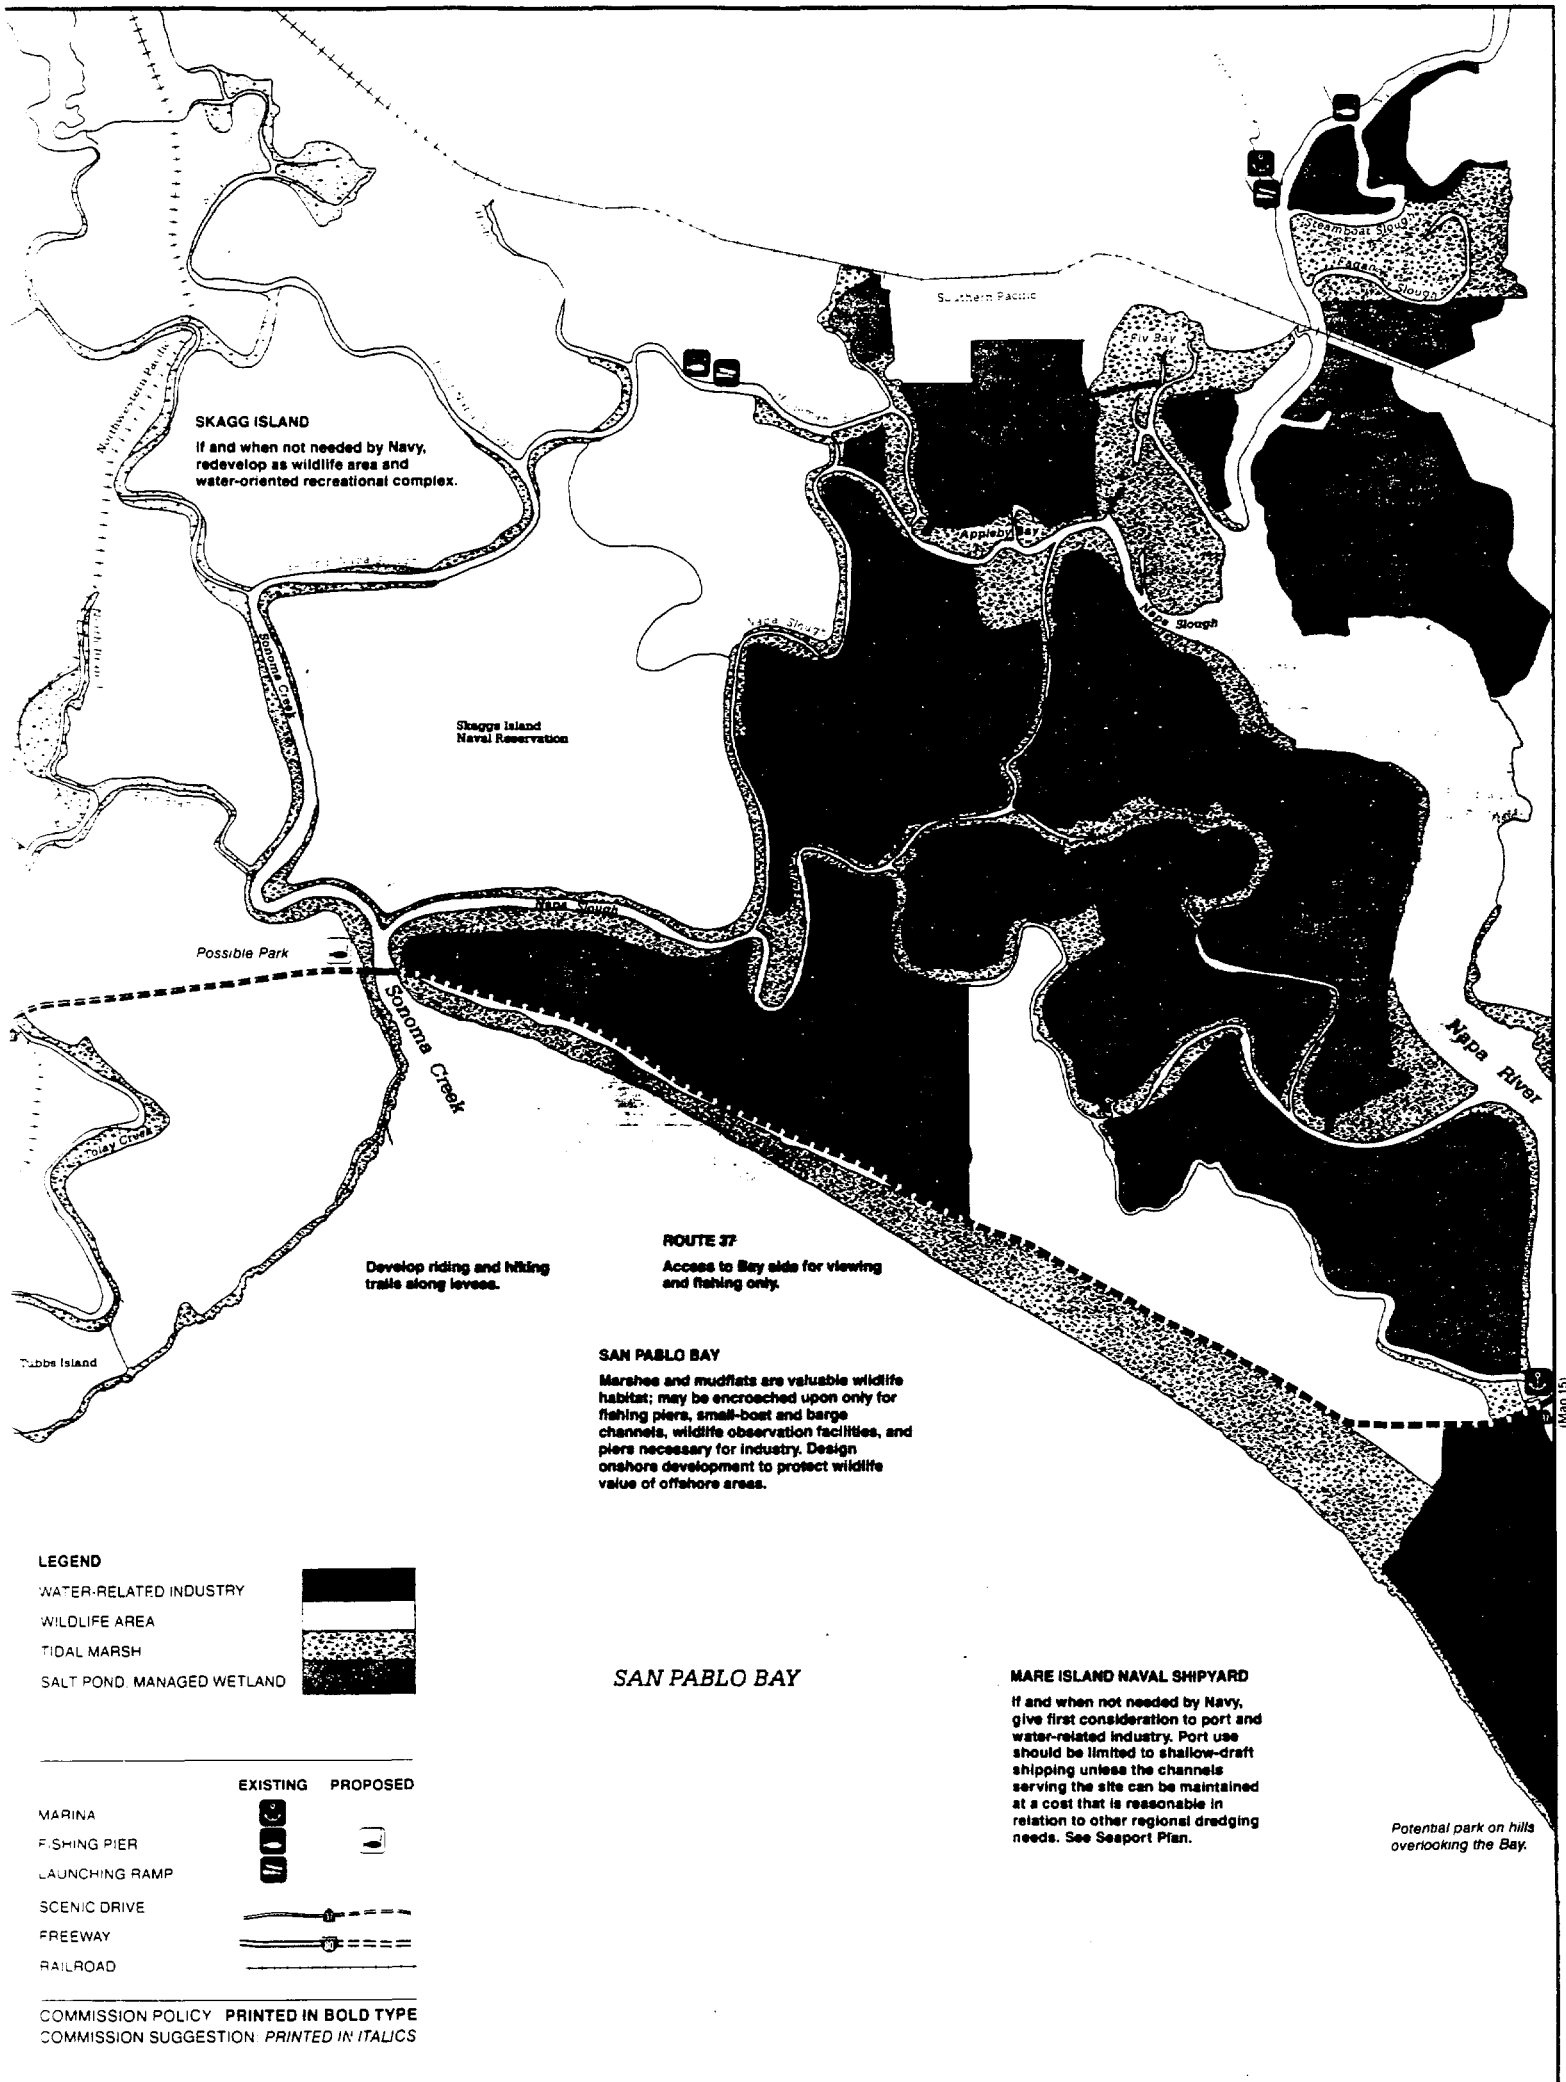 Steamboat Sloug
Fagan
Slough
Southern Pacific
Fly Bay
Northwestern Pacific
SKAGG ISLAND
If and when not needed by Navy,
redevelop as wildlife area and
water-oriented recreational complex.
Appleby Bay
Napa Slough
Napa Slough
Sonoma Creek
Skaggs Island
Naval Reservation
Napa Slough
Possible Park
Sonoma Creek
Napa River
Tolay Creek
ROUTE 37
Access to Bay side for viewing
and fishing only.
Develop riding and hiking
trails along levees.
Tubbs Island
SAN PABLO BAY
Marshes and mudflats are valuable wildlife
habitat; may be encroached upon only for
fishing piers, small-boat and barge
channels, wildlife observation facilities, and
piers necessary for industry. Design
onshore development to protect wildlife
value of offshore areas.
(Map 15)
LEGEND
WATER-RELATED INDUSTRY
WILDLIFE AREA
TIDAL MARSH
SALT POND, MANAGED WETLAND
SAN PABLO BAY
MARE ISLAND NAVAL SHIPYARD
If and when not needed by Navy,
give first consideration to port and
water-related industry. Port use
should be limited to shallow-draft
shipping unless the channels
serving the site can be maintained
at a cost that is reasonable in
relation to other regional dredging
needs. See Seaport Plan.
Potential park on hills
overlooking the Bay.
EXISTING PROPOSED
MARINA
FISHING PIER
LAUNCHING RAMP
SCENIC DRIVE
FREEWAY
80
RAILROAD
COMMISSION POLICY PRINTED IN BOLD TYPE
COMMISSION SUGGESTION: PRINTED IN ITALICS